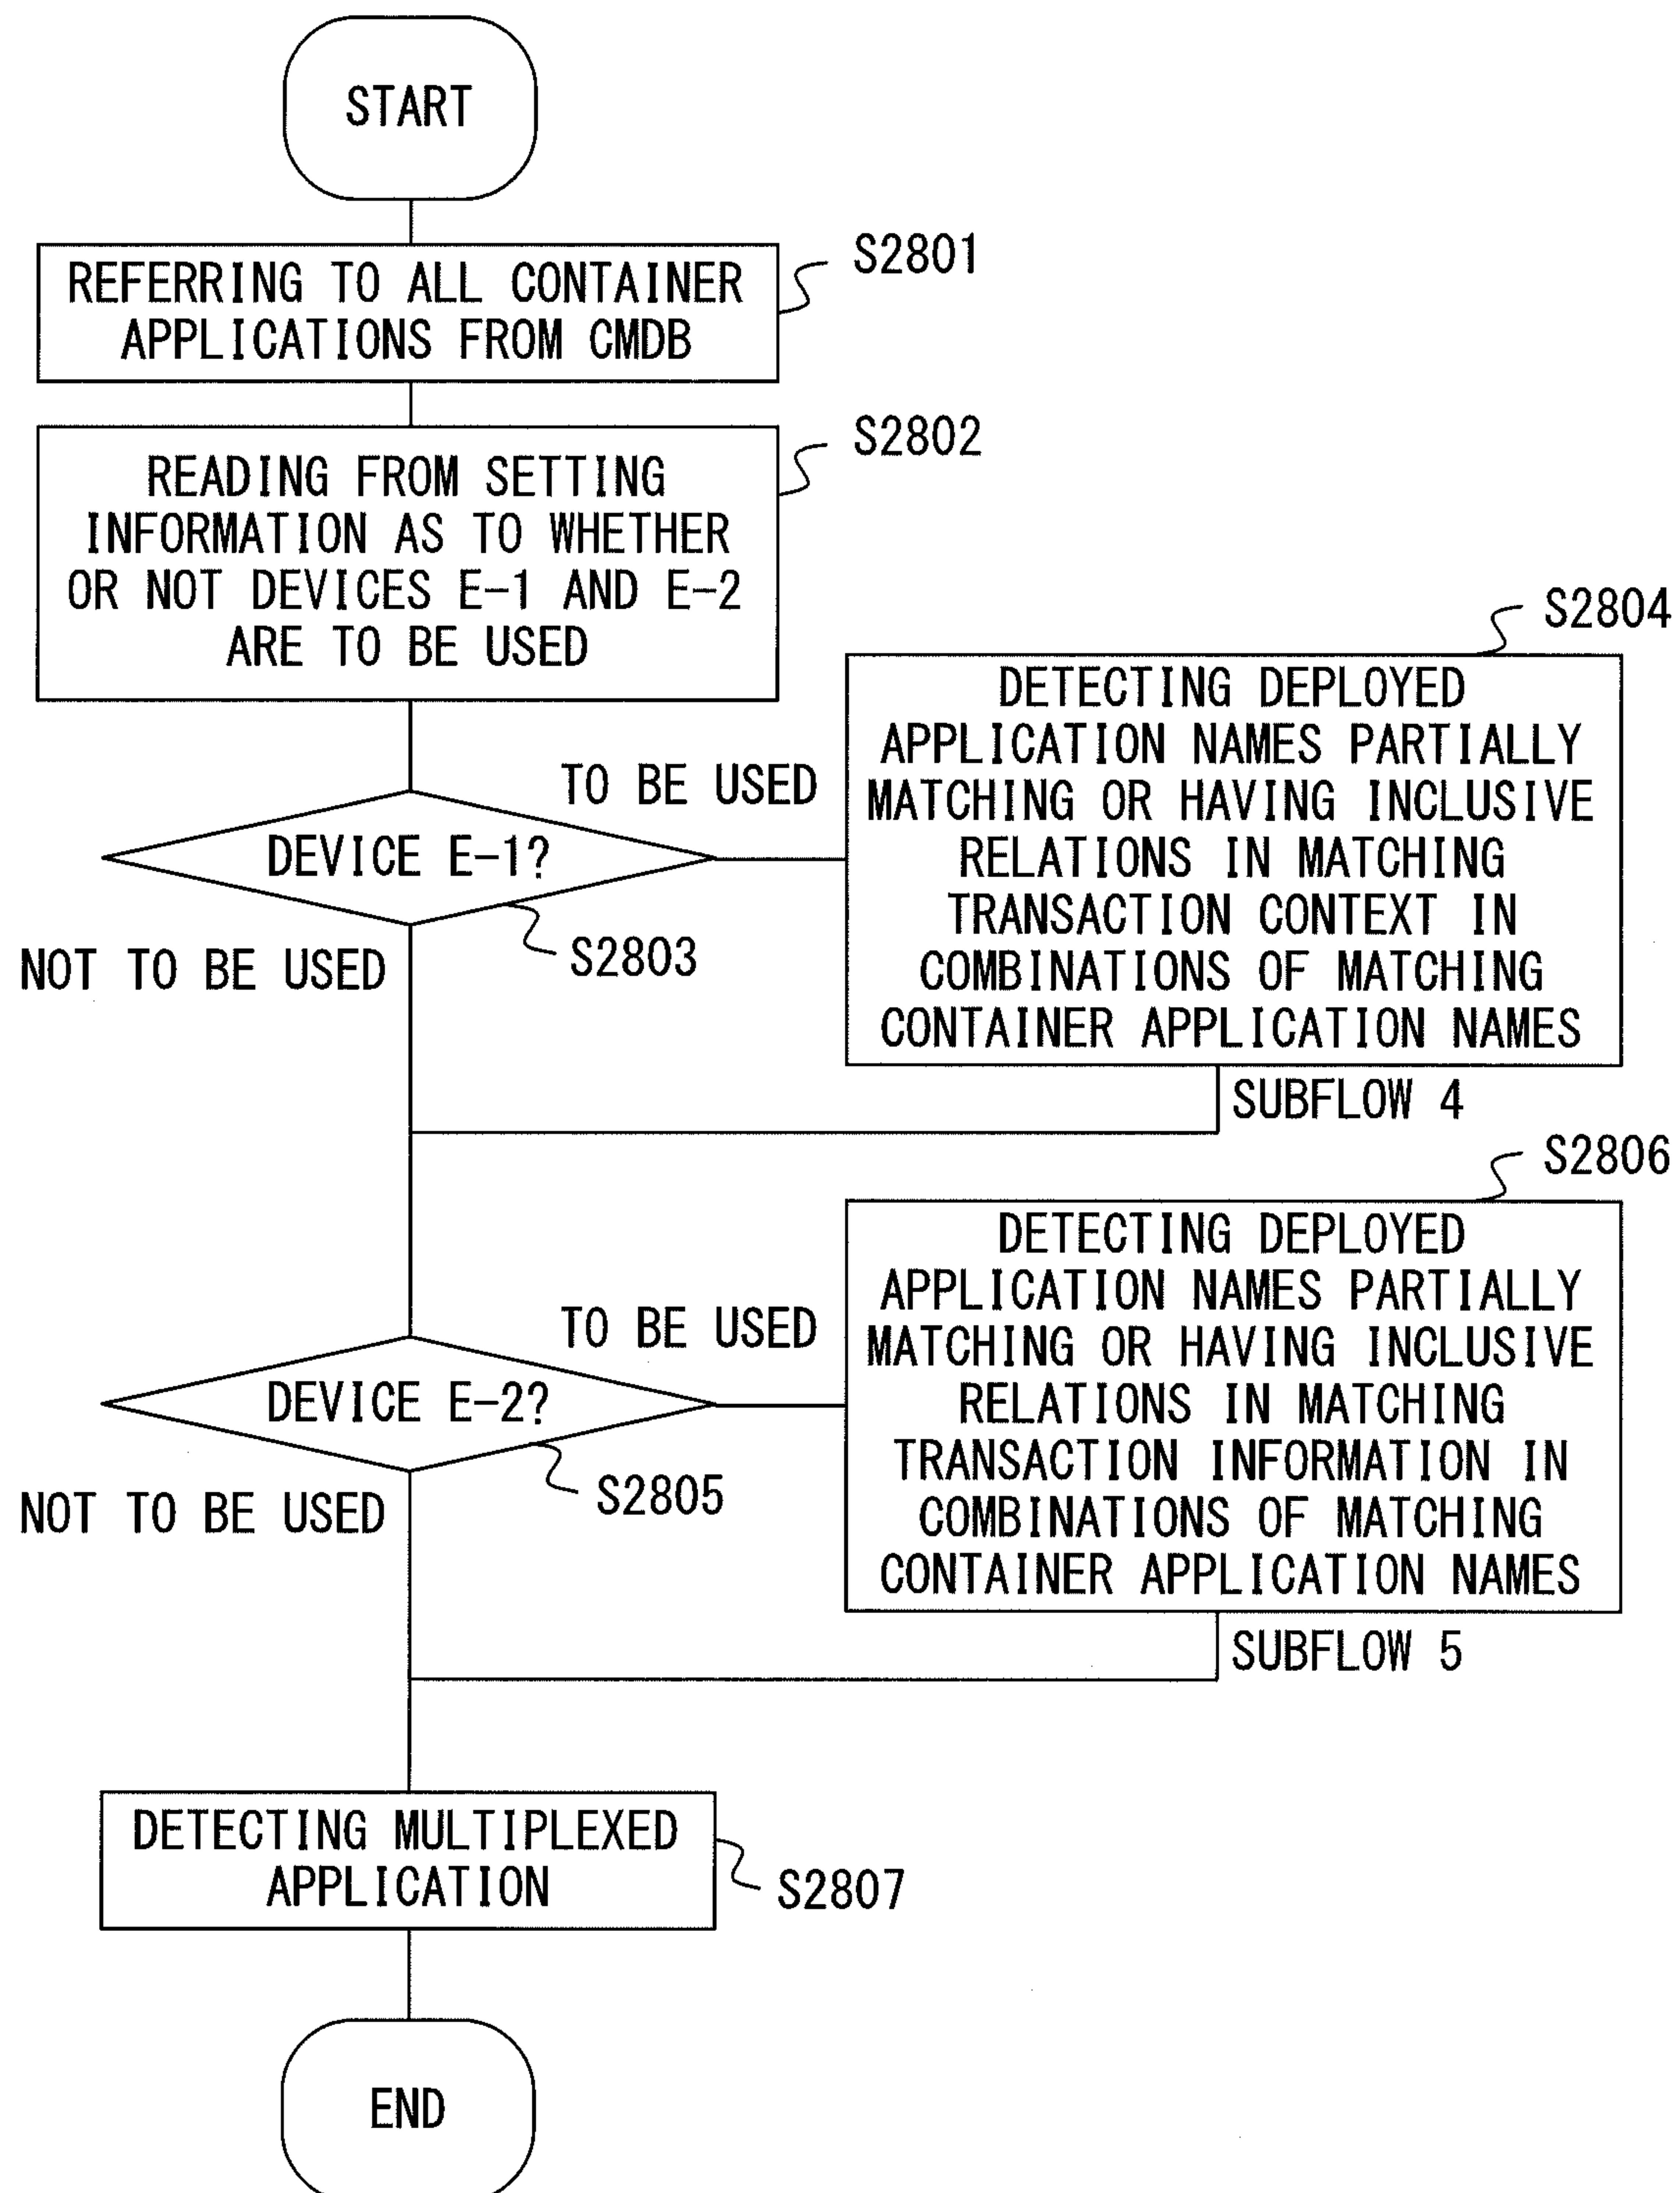 START
REFERRING TO ALL CONTAINER
APPLICATIONS FROM CMDB
S2801
READING FROM SETTING
INFORMATION AS TO WHETHER
OR NOT DEVICES E-1 AND E-2
ARE TO BE USED
S2802
DEVICE E-1?
S2803
TO BE USED
NOT TO BE USED
S2804
DETECTING DEPLOYED
APPLICATION NAMES PARTIALLY
MATCHING OR HAVING INCLUSIVE
RELATIONS IN MATCHING
TRANSACTION CONTEXT IN
COMBINATIONS OF MATCHING
CONTAINER APPLICATION NAMES
SUBFLOW 4
DEVICE E-2?
S2805
TO BE USED
NOT TO BE USED
S2806
DETECTING DEPLOYED
APPLICATION NAMES PARTIALLY
MATCHING OR HAVING INCLUSIVE
RELATIONS IN MATCHING
TRANSACTION INFORMATION IN
COMBINATIONS OF MATCHING
CONTAINER APPLICATION NAMES
SUBFLOW 5
DETECTING MULTIPLEXED
APPLICATION
S2807
END